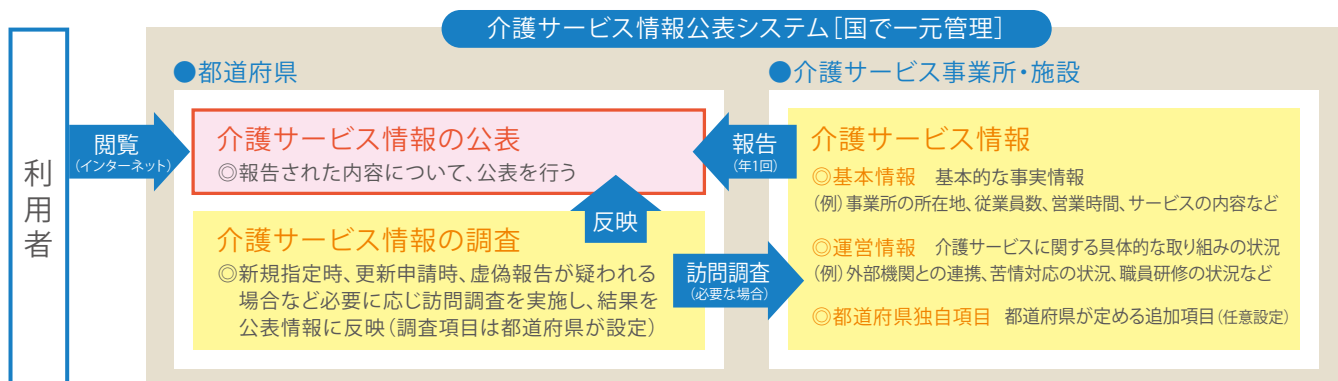 介護サービス情報公表システム[国で一元管理]
利用者
閲覧
(インターネット)
●都道府県
介護サービス情報の公表
◎報告された内容について、公表を行う
反映
介護サービス情報の調査
◎新規指定時、更新申請時、虚偽報告が疑われる
場合など必要に応じ訪問調査を実施し、結果を
公表情報に反映(調査項目は都道府県が設定)
報告
(年1回)
訪問調査
(必要な場合)
●介護サービス事業所・施設
介護サービス情報
◎基本情報 基本的な事実情報
(例)事業所の所在地、従業員数、営業時間、サービスの内容など
◎運営情報 介護サービスに関する具体的な取り組みの状況
(例)外部機関との連携、苦情対応の状況、職員研修の状況など
◎都道府県独自項目 都道府県が定める追加項目(任意設定)